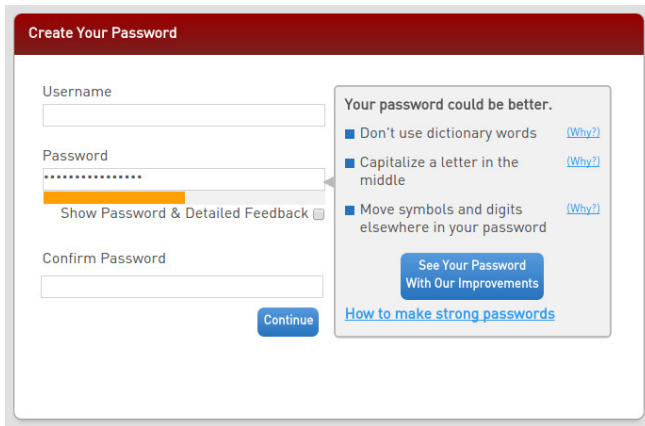 Create Your Password
Username
Password
••••••••••••••••
Show Password & Detailed Feedback
Confirm Password
Continue
Your password could be better.
Don't use dictionary words (Why?)
Capitalize a letter in the (Why?)
middle
Move symbols and digits (Why?)
elsewhere in your password
See Your Password
With Our Improvements
How to make strong passwords